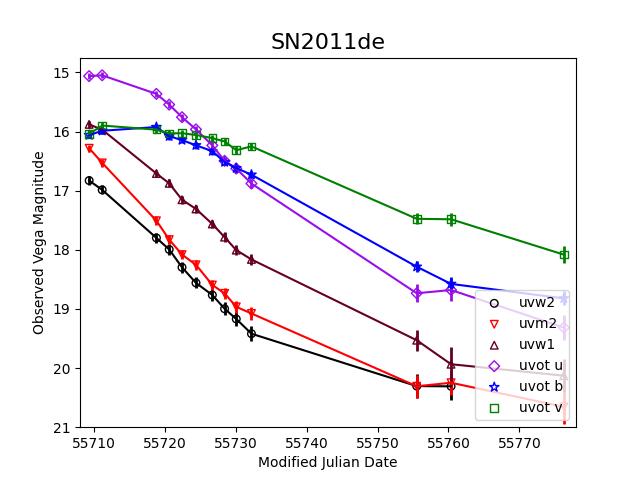 SN2011de
Observed Vega Magnitude
15
16
17
18
19
20
21
uvw2
uvm2
uvw1
uvot u
uvot b
uvot v
55710 55720 55730 55740 55750 55760 55770
Modified Julian Date